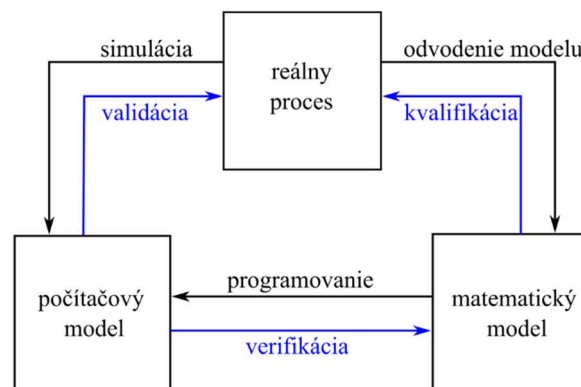 simulácia
reálny
proces
odvodenie modelu
validácia
kvalifikácia
počítačový
model
programovanie
matematický
model
verifikácia